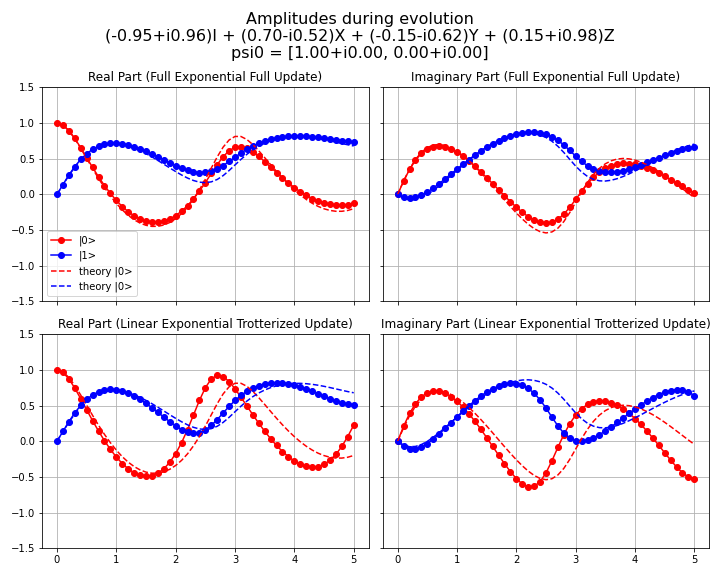 Amplitudes during evolution
(-0.95+i0.96)I + (0.70-i0.52)X + (-0.15-i0.62)Y + (0.15+i0.98)Z
psi0 = [1.00+i0.00, 0.00+i0.00]
Real Part (Full Exponential Full Update)
Imaginary Part (Full Exponential Full Update)
1.5
1.0
0.5
0.0
-0.5
-1.0
-1.5
|0>
|1>
theory |0>
theory |0>
Real Part (Linear Exponential Trotterized Update)
Imaginary Part (Linear Exponential Trotterized Update)
1.5
1.0
0.5
0.0
-0.5
-1.0
-1.5
0 1 2 3 4 5
0 1 2 3 4 5